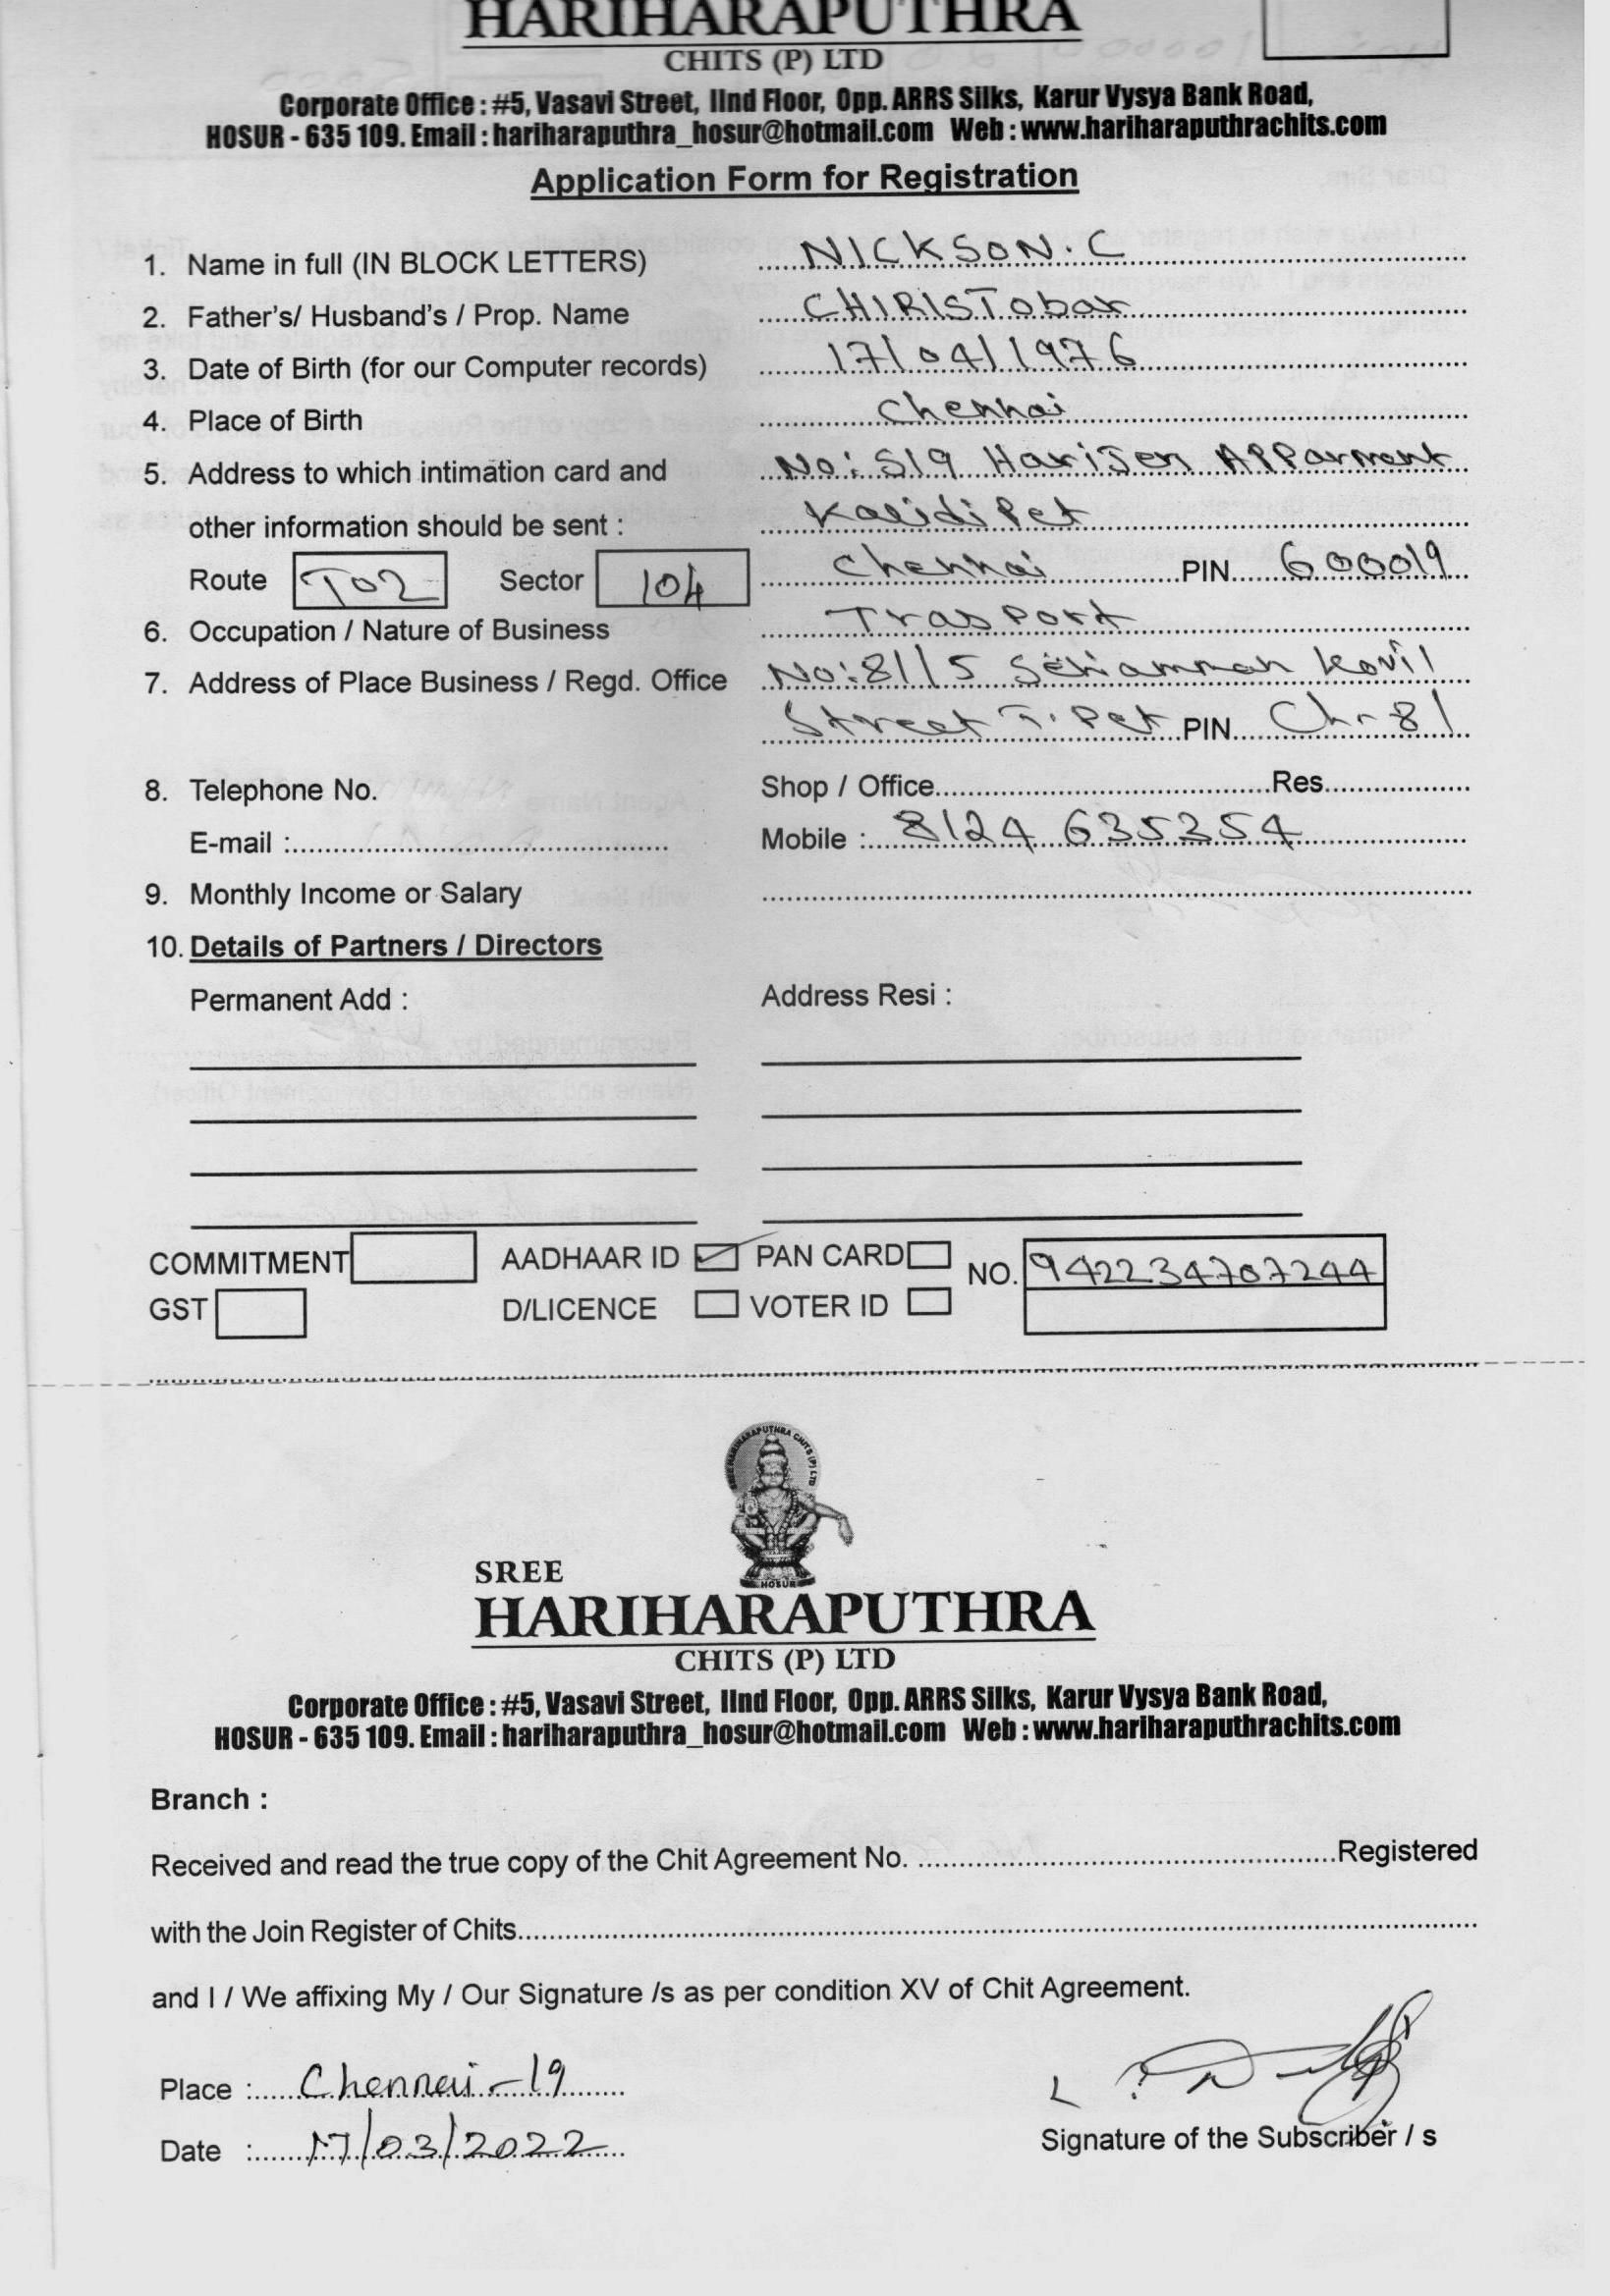 HARIHARAPUTHRA
CHITS (P) LTD
Corporate Office : #5, Vasavi Street, IInd Floor, Opp. ARRS Silks, Karur Vysya Bank Road,
HOSUR - 635 109. Email : hariharaputhra_hosur@hotmail.com Web : www.hariharaputhrachits.com
Application Form for Registration
1. Name in full (IN BLOCK LETTERS) NICKSON. C
2. Father's/ Husband's / Prop. Name CHIRISTobar
3. Date of Birth (for our Computer records) 17/04/1976
4. Place of Birth Chennai
5. Address to which intimation card and No: S19 Harijen Apparment
other information should be sent : Kalidipet
Route T02 Sector 104 Chennai PIN 600019
6. Occupation / Nature of Business Trasport
7. Address of Place Business / Regd. Office No: 81/5 Seniamman Kovil
Street T. Pet PIN Ch-81
8. Telephone No. Shop / Office Res
E-mail : Mobile : 8124 635354
9. Monthly Income or Salary
10. Details of Partners / Directors
Permanent Add : Address Resi :
COMMITMENT AADHAAR ID ✓ PAN CARD NO. 942234707244
GST D/LICENCE VOTER ID
SREE HARIHARAPUTHRA CHITS (P) LTD
HOSUR
SREE
HARIHARAPUTHRA
CHITS (P) LTD
Corporate Office : #5, Vasavi Street, IInd Floor, Opp. ARRS Silks, Karur Vysya Bank Road,
HOSUR - 635 109. Email : hariharaputhra_hosur@hotmail.com Web : www.hariharaputhrachits.com
Branch :
Received and read the true copy of the Chit Agreement No. Registered
with the Join Register of Chits
and I / We affixing My / Our Signature /s as per condition XV of Chit Agreement.
Place : Chennai - 19
Date : 17/03/2022
Signature of the Subscriber / s